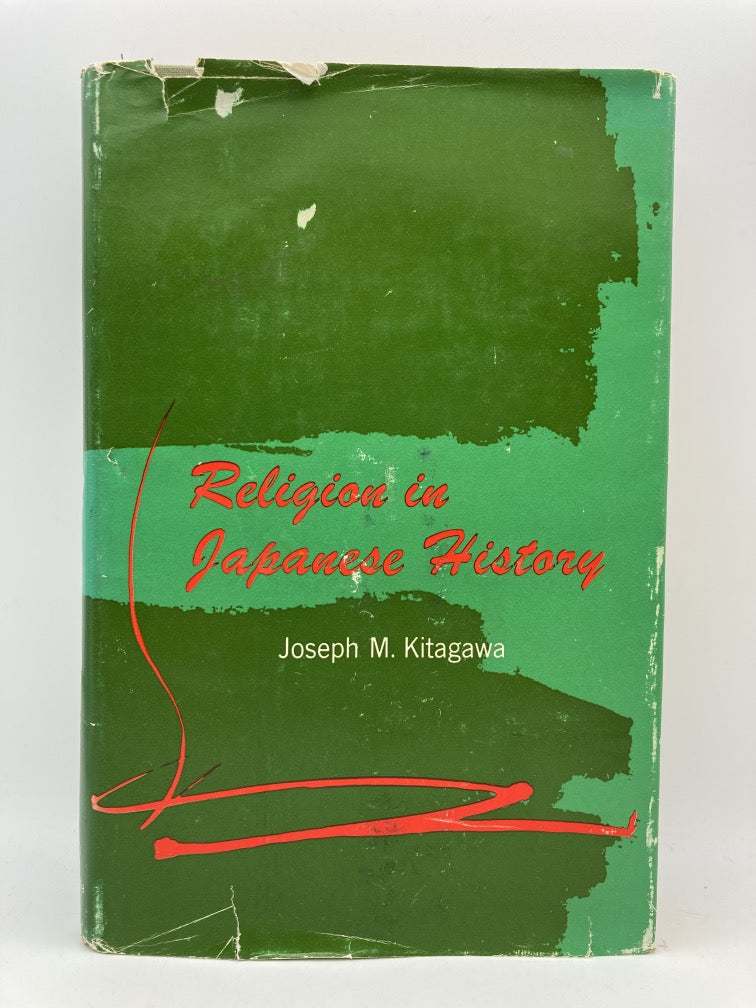 Religion in
Japanese History
Joseph M. Kitagawa